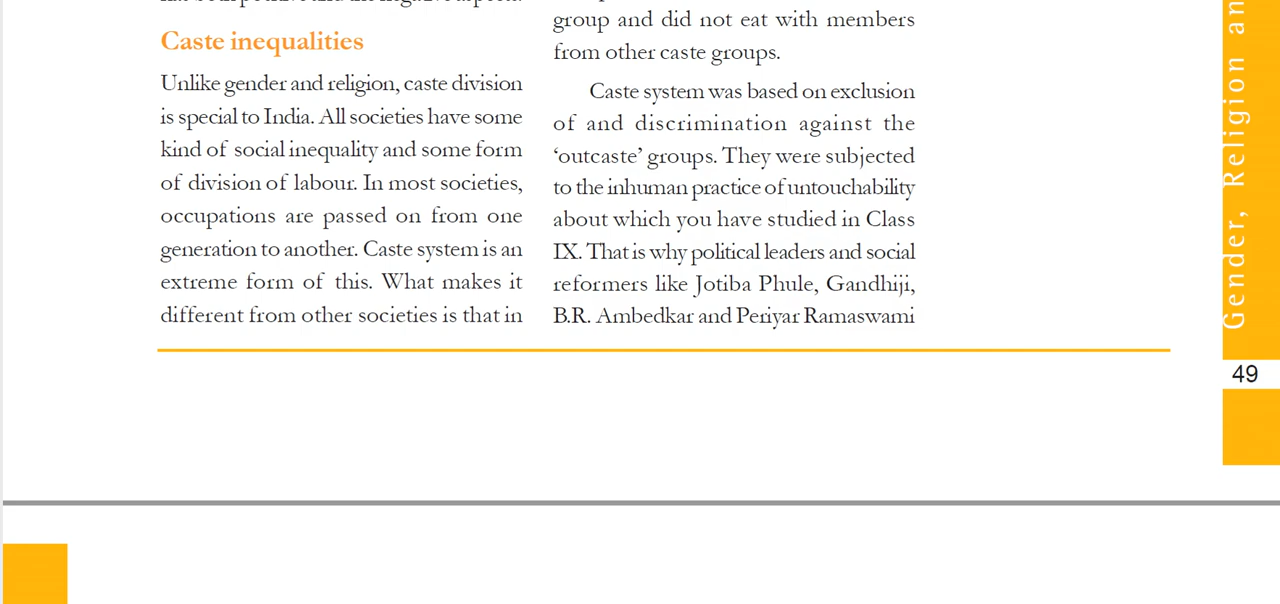 Caste inequalities
Unlike gender and religion, caste division
is special to India. All societies have some
kind of social inequality and some form
of division of labour. In most societies,
occupations are passed on from one
generation to another. Caste system is an
extreme form of this. What makes it
different from other societies is that in
group and did not eat with members
from other caste groups.
Caste system was based on exclusion
of and discrimination against the
‘outcaste’ groups. They were subjected
to the inhuman practice of untouchability
about which you have studied in Class
IX. That is why political leaders and social
reformers like Jotiba Phule, Gandhiji,
B.R. Ambedkar and Periyar Ramaswami
Gender, Religion an
49